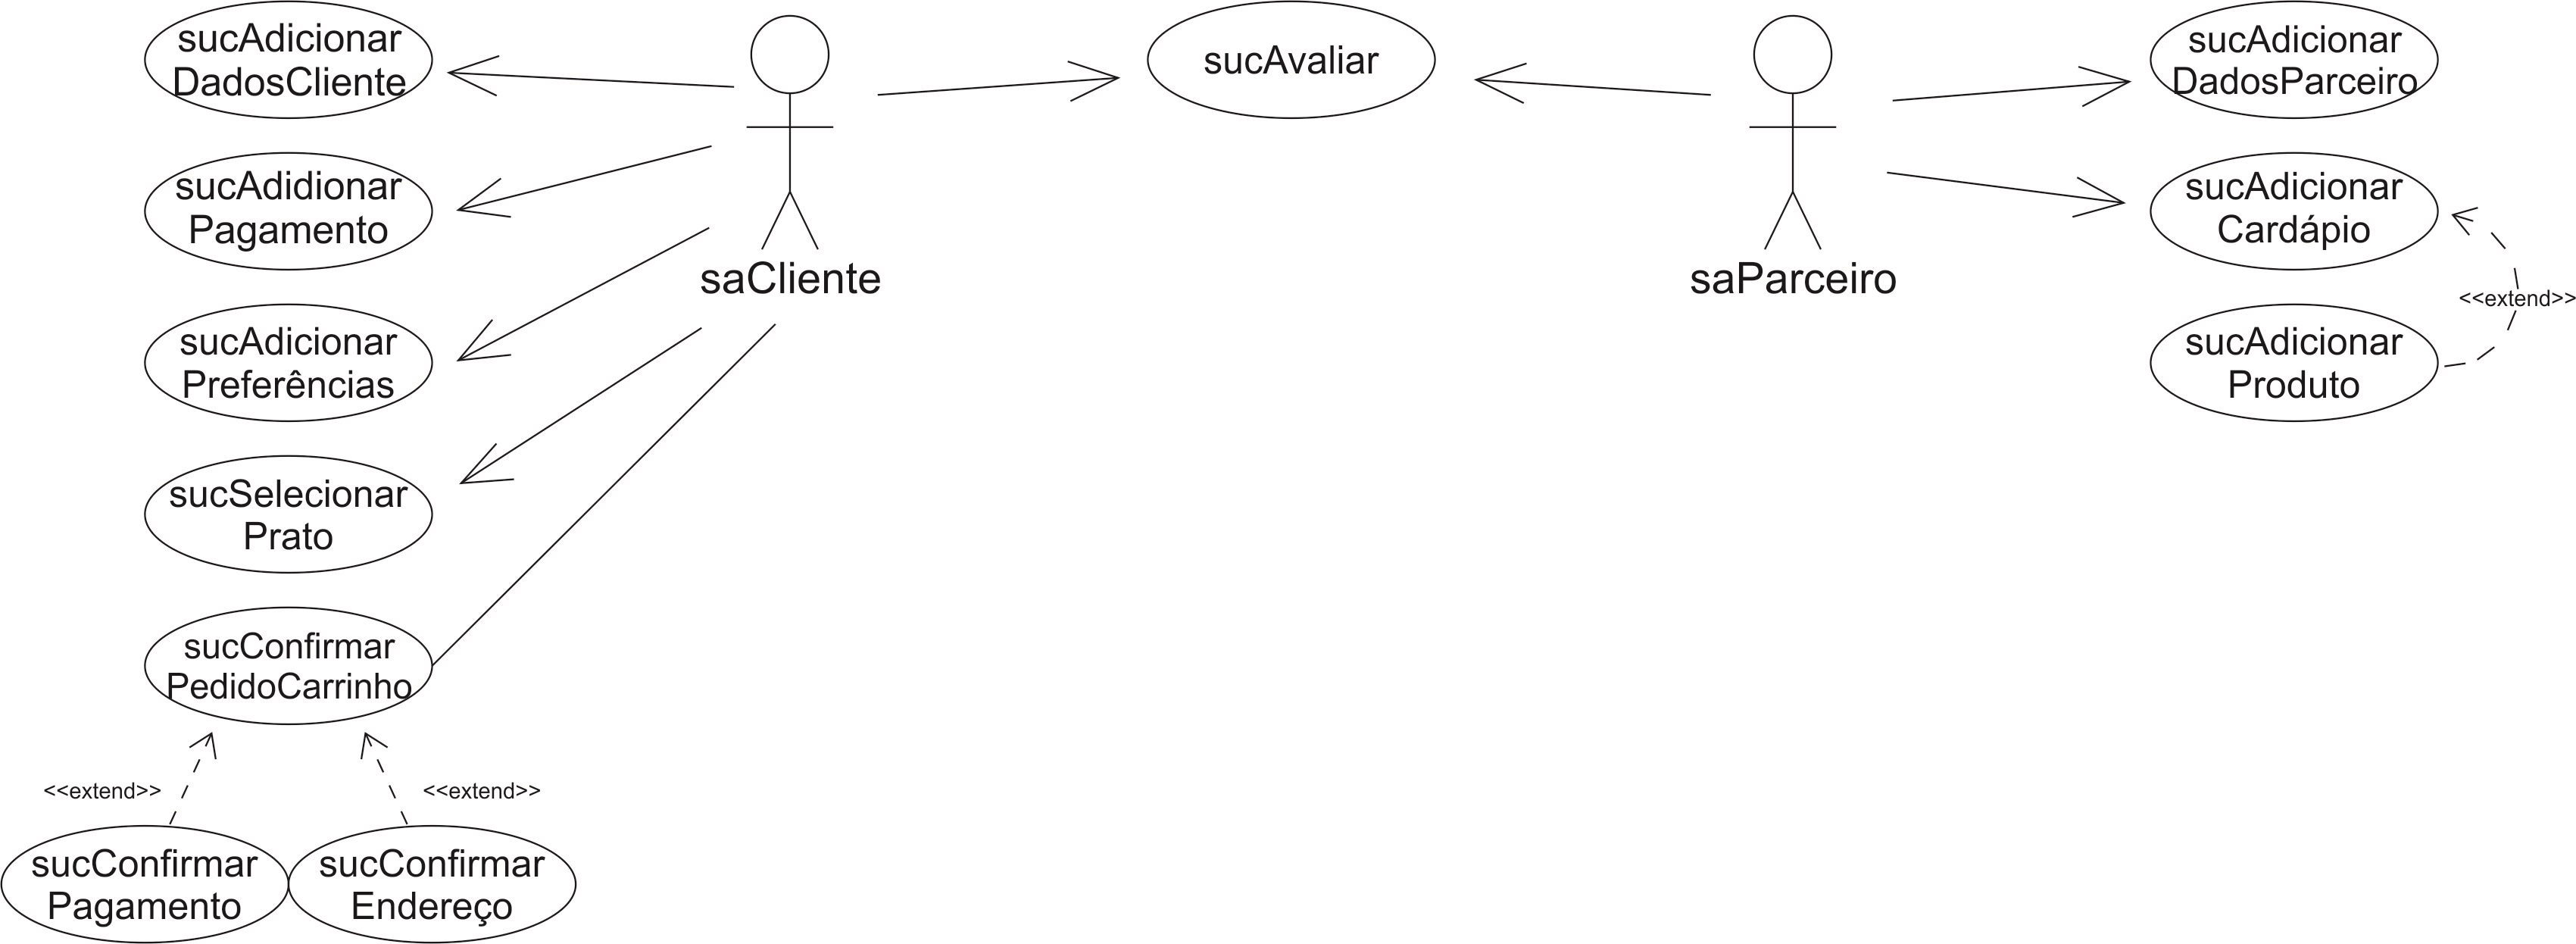 sucAdicionar
DadosCliente
sucAdidionar
Pagamento
sucAdicionar
Preferências
sucSelecionar
Prato
sucConfirmar
PedidoCarrinho
<<extend>>
<<extend>>
sucConfirmar
Pagamento
sucConfirmar
Endereço
saCliente
sucAvaliar
saParceiro
sucAdicionar
DadosParceiro
sucAdicionar
Cardápio
<<extend>>
sucAdicionar
Produto